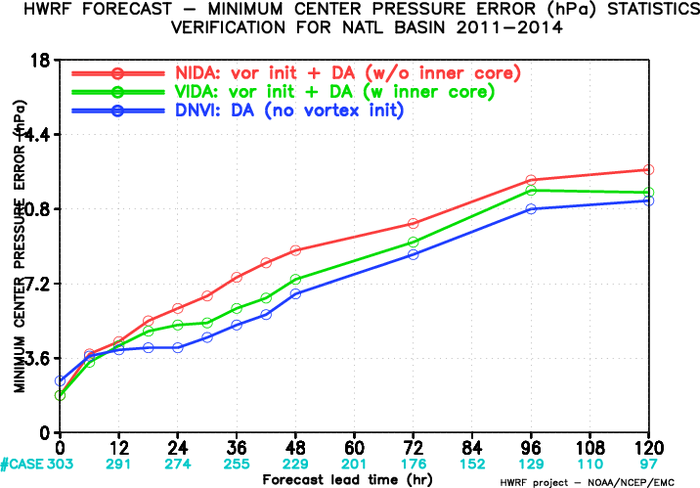 HWRF FORECAST – MINIMUM CENTER PRESSURE ERROR (hPa) STATISTICS
VERIFICATION FOR NATL BASIN 2011–2014
NIDA: vor init + DA (w/o inner core)
VIDA: vor init + DA (w inner core)
DNVI: DA (no vortex init)
MINIMUM CENTER PRESSURE ERROR (hPa)
18
4.4
0.8
7.2
3.6
0
0 12 24 36 48 60 72 84 96 108 120
#CASE 303 291 274 255 229 201 176 152 129 110 97
Forecast lead time (hr)
HWRF project – NOAA/NCEP/EMC